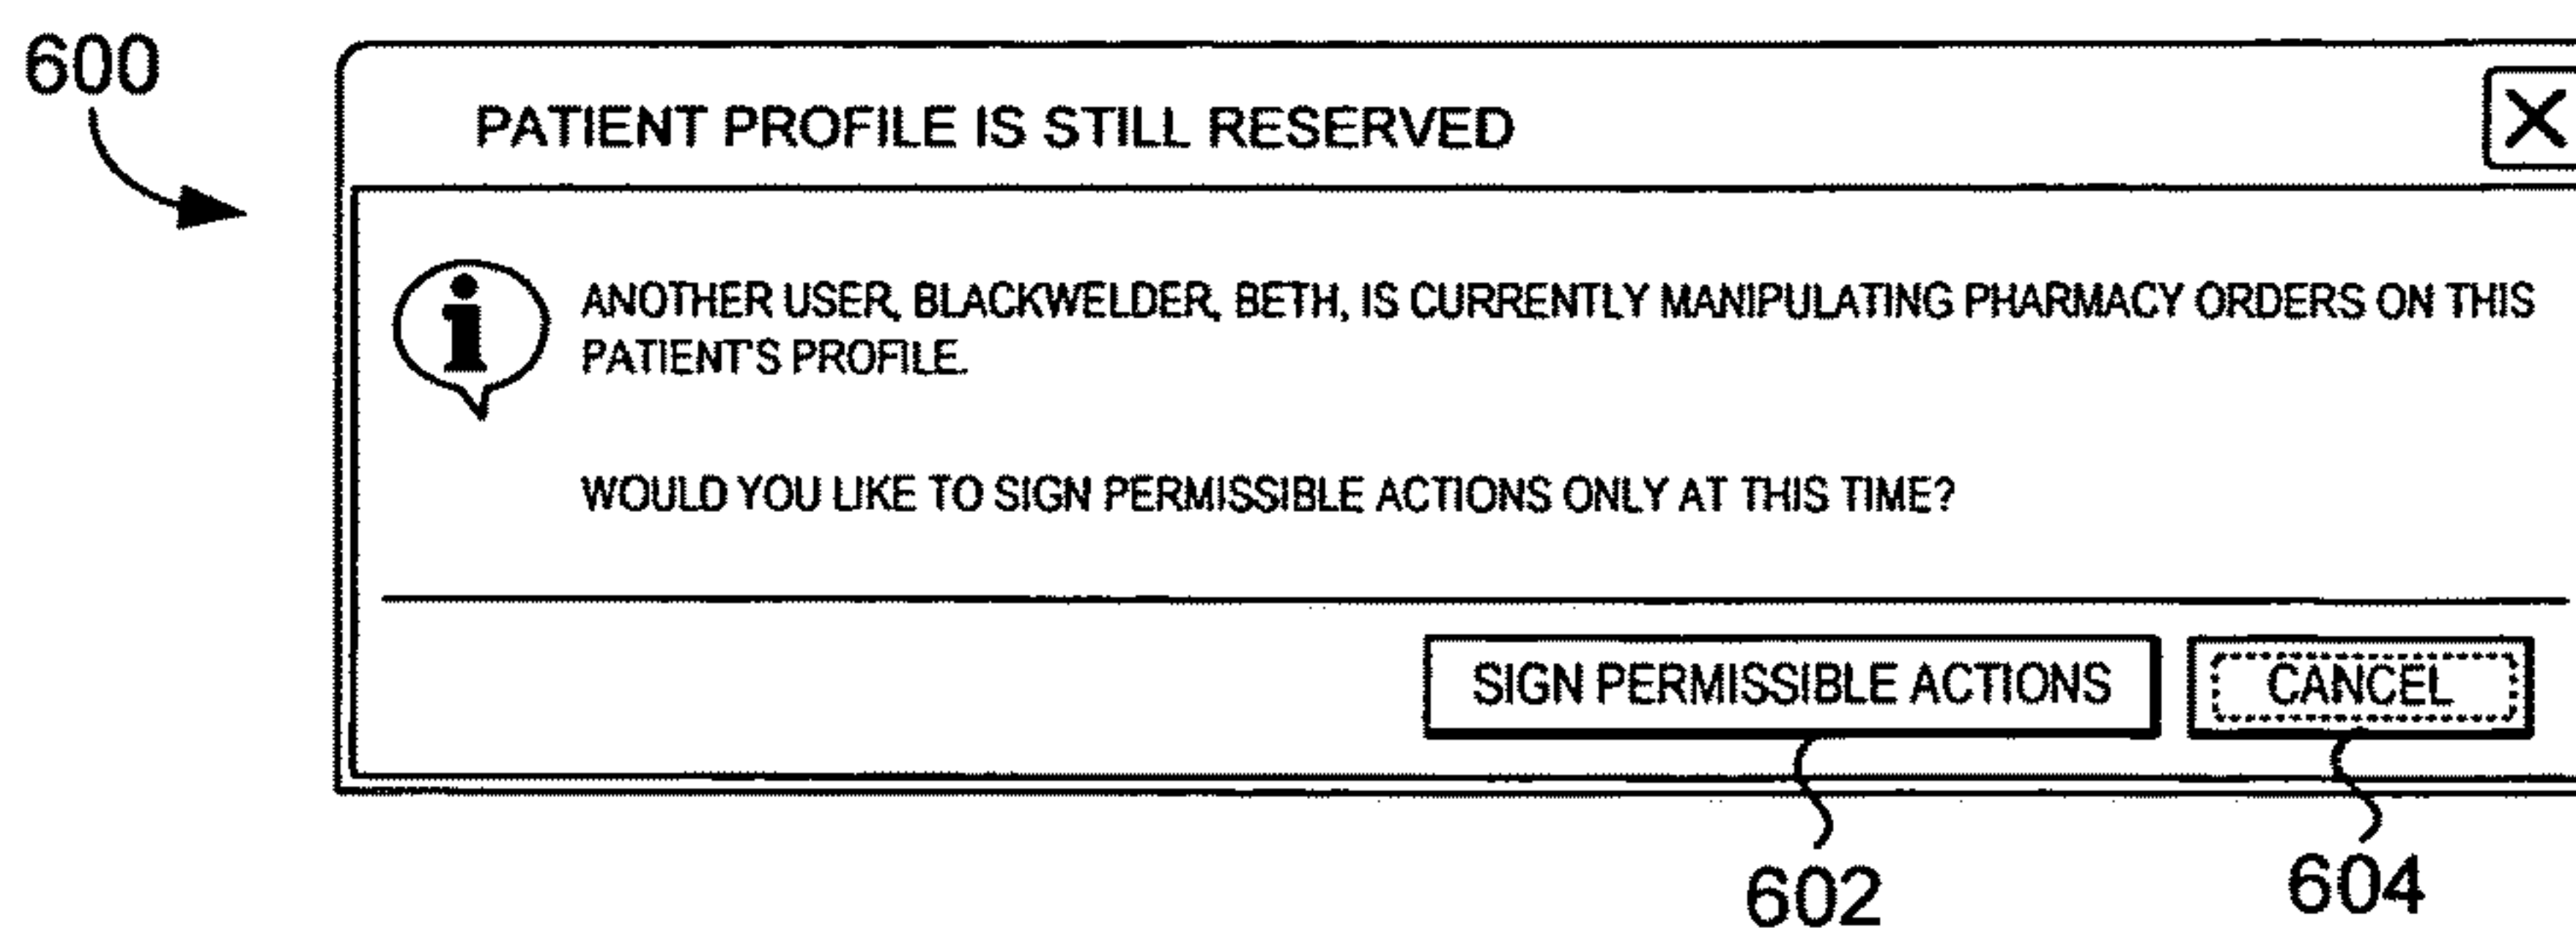 600
PATIENT PROFILE IS STILL RESERVED
ANOTHER USER, BLACKWELDER, BETH, IS CURRENTLY MANIPULATING PHARMACY ORDERS ON THIS
PATIENT'S PROFILE.
WOULD YOU LIKE TO SIGN PERMISSIBLE ACTIONS ONLY AT THIS TIME?
SIGN PERMISSIBLE ACTIONS CANCEL
602 604